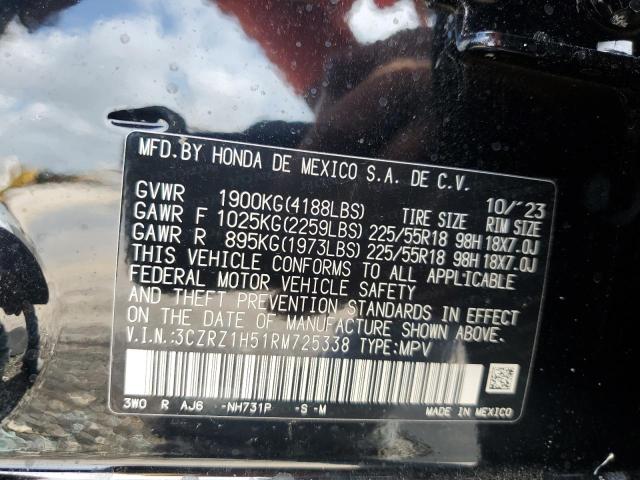 MFD.BY HONDA DE MEXICO S.A. DE C.V.
10/'23
GVWR 1900KG(4188LBS) TIRE SIZE RIM SIZE
GAWR F 1025KG(2259LBS) 225/55R18 98H 18X7.0J
GAWR R 895KG(1973LBS) 225/55R18 98H 18X7.0J
THIS VEHICLE CONFORMS TO ALL APPLICABLE
FEDERAL MOTOR VEHICLE SAFETY
AND THEFT PREVENTION STANDARDS IN EFFECT
ON THE DATE OF MANUFACTURE SHOWN ABOVE.
V.I.N.:3CZRZ1H51RM725338 TYPE:MPV
3W0 R AJ6 -NH731P -S-M
MADE IN MEXICO